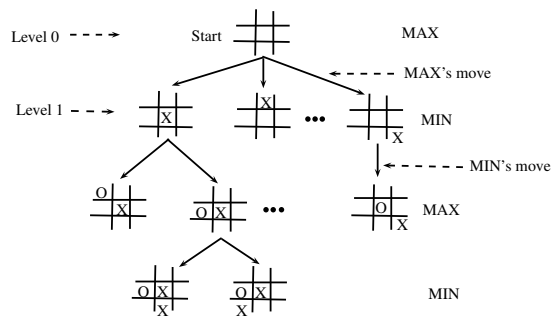 Level 0 Start MAX
MAX's move
Level 1 X X MIN
X
MIN's move
O X O X O MAX
X
O X O X MIN
X X